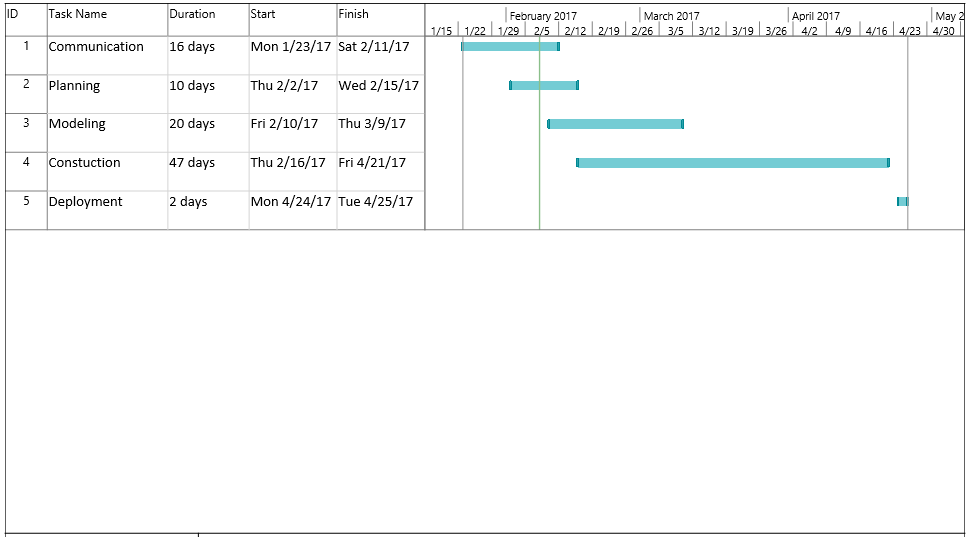 ID Task Name Duration Start Finish February 2017 March 2017 April 2017 May 2
1/15 1/22 1/29 2/5 2/12 2/19 2/26 3/5 3/12 3/19 3/26 4/2 4/9 4/16 4/23 4/30
1 Communication 16 days Mon 1/23/17 Sat 2/11/17
2 Planning 10 days Thu 2/2/17 Wed 2/15/17
3 Modeling 20 days Fri 2/10/17 Thu 3/9/17
4 Constuction 47 days Thu 2/16/17 Fri 4/21/17
5 Deployment 2 days Mon 4/24/17 Tue 4/25/17